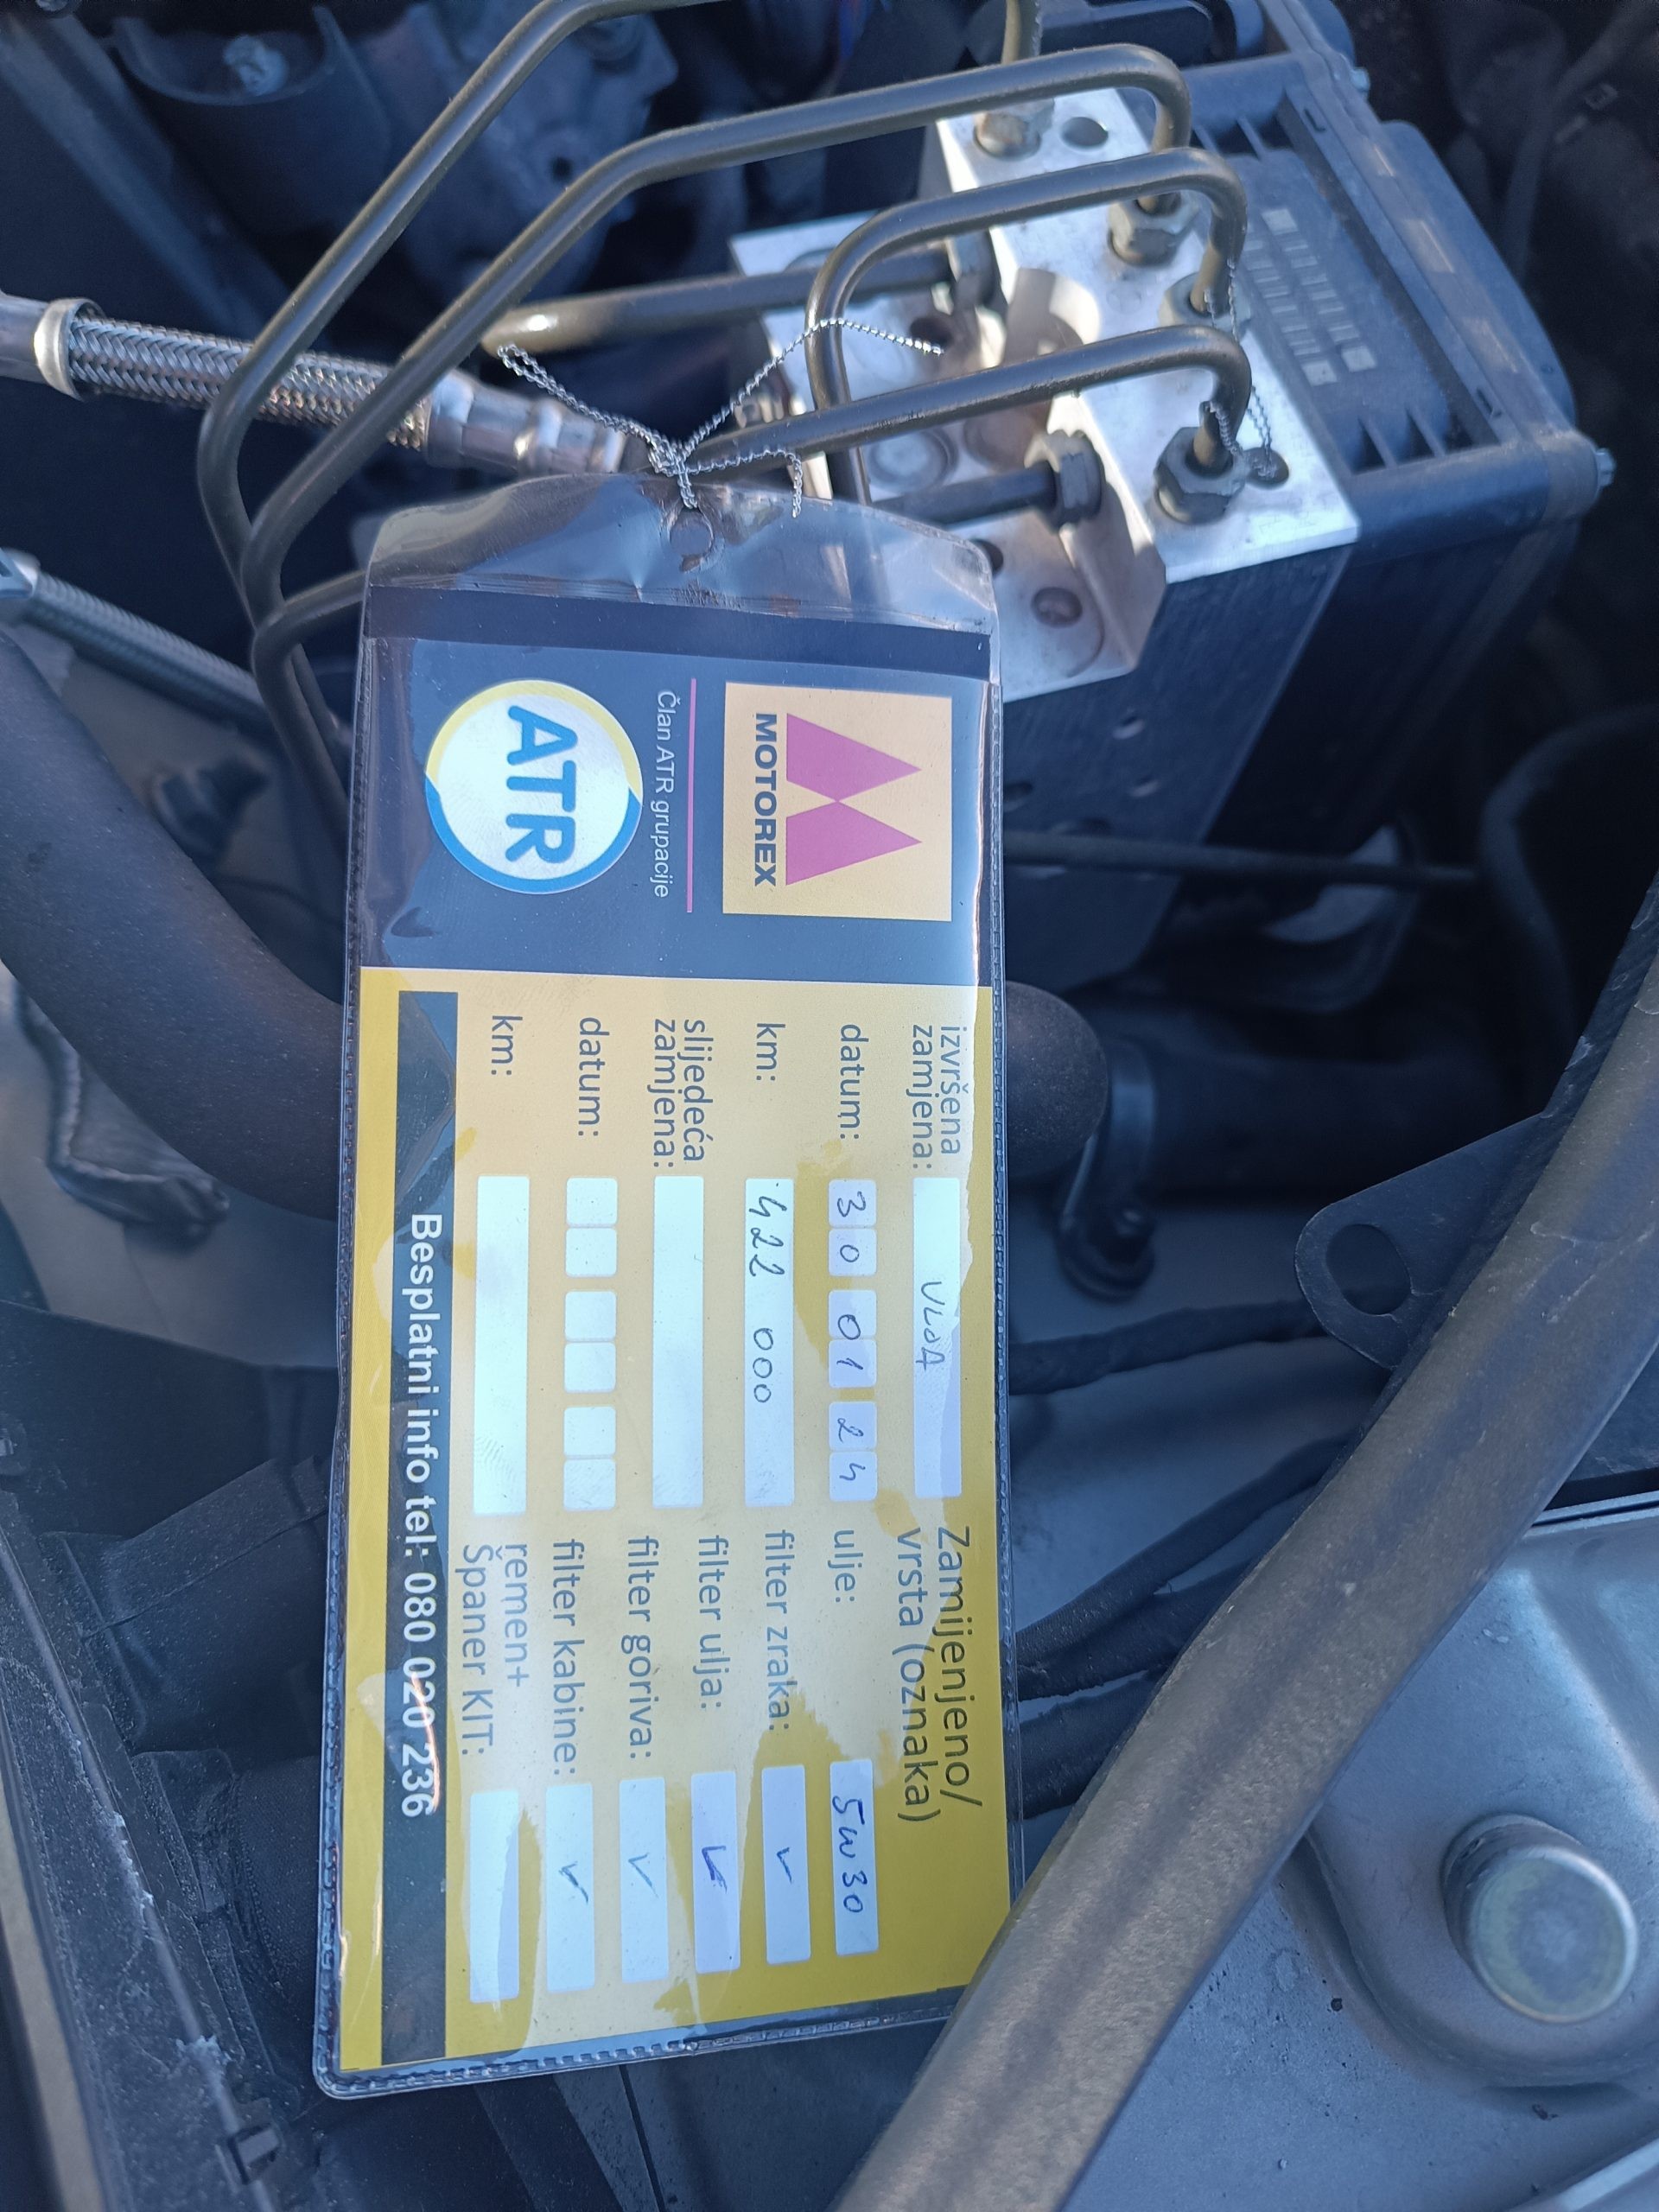 MOTOREX
Član ATR grupacije
ATR
izvršena
zamjena:
datum: 30 01 24
km: 422 000
slijedeća
zamjena:
datum:
km:
Zamijenjeno/
vrsta (oznaka)
ulje: 5W30
filter zraka: ✓
filter ulja: ✓
filter goriva: ✓
filter kabine: ✓
remen+
Španer KIT:
Besplatni info tel: 080 020 236